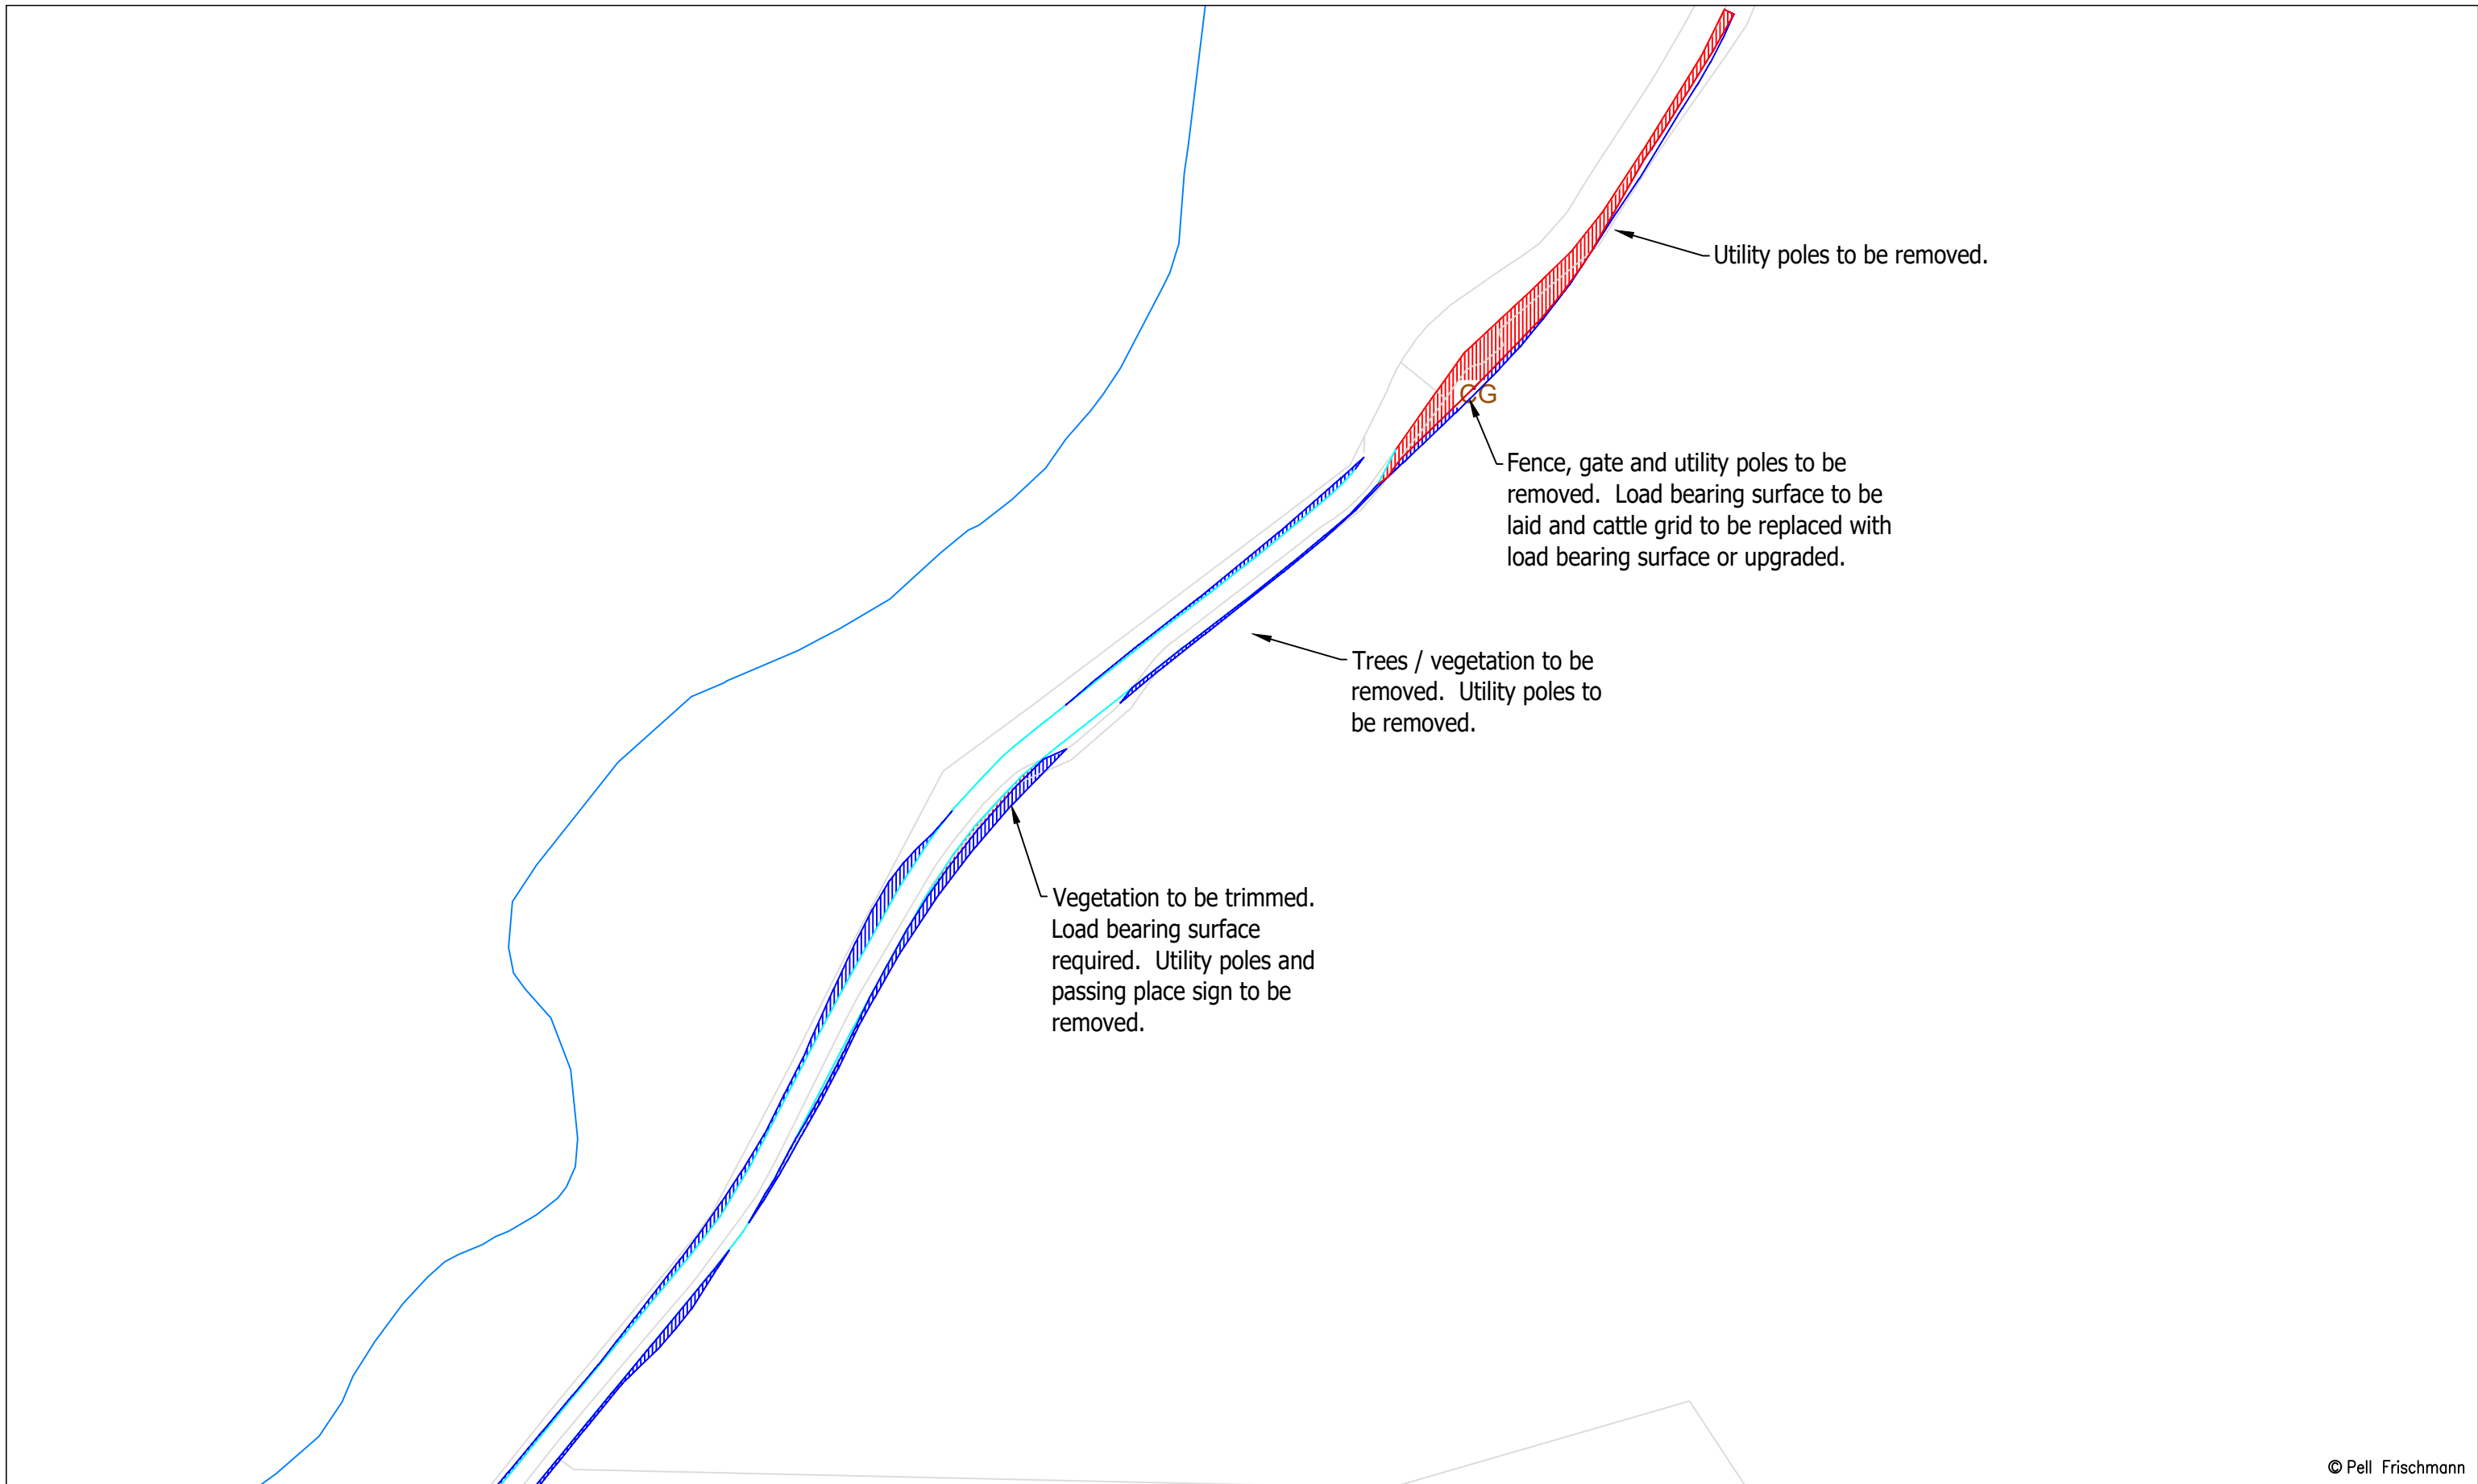 Utility poles to be removed.
CG
Fence, gate and utility poles to be
removed. Load bearing surface to be
laid and cattle grid to be replaced with
load bearing surface or upgraded.
Trees / vegetation to be
removed. Utility poles to
be removed.
Vegetation to be trimmed.
Load bearing surface
required. Utility poles and
passing place sign to be
removed.
© Pell Frischmann